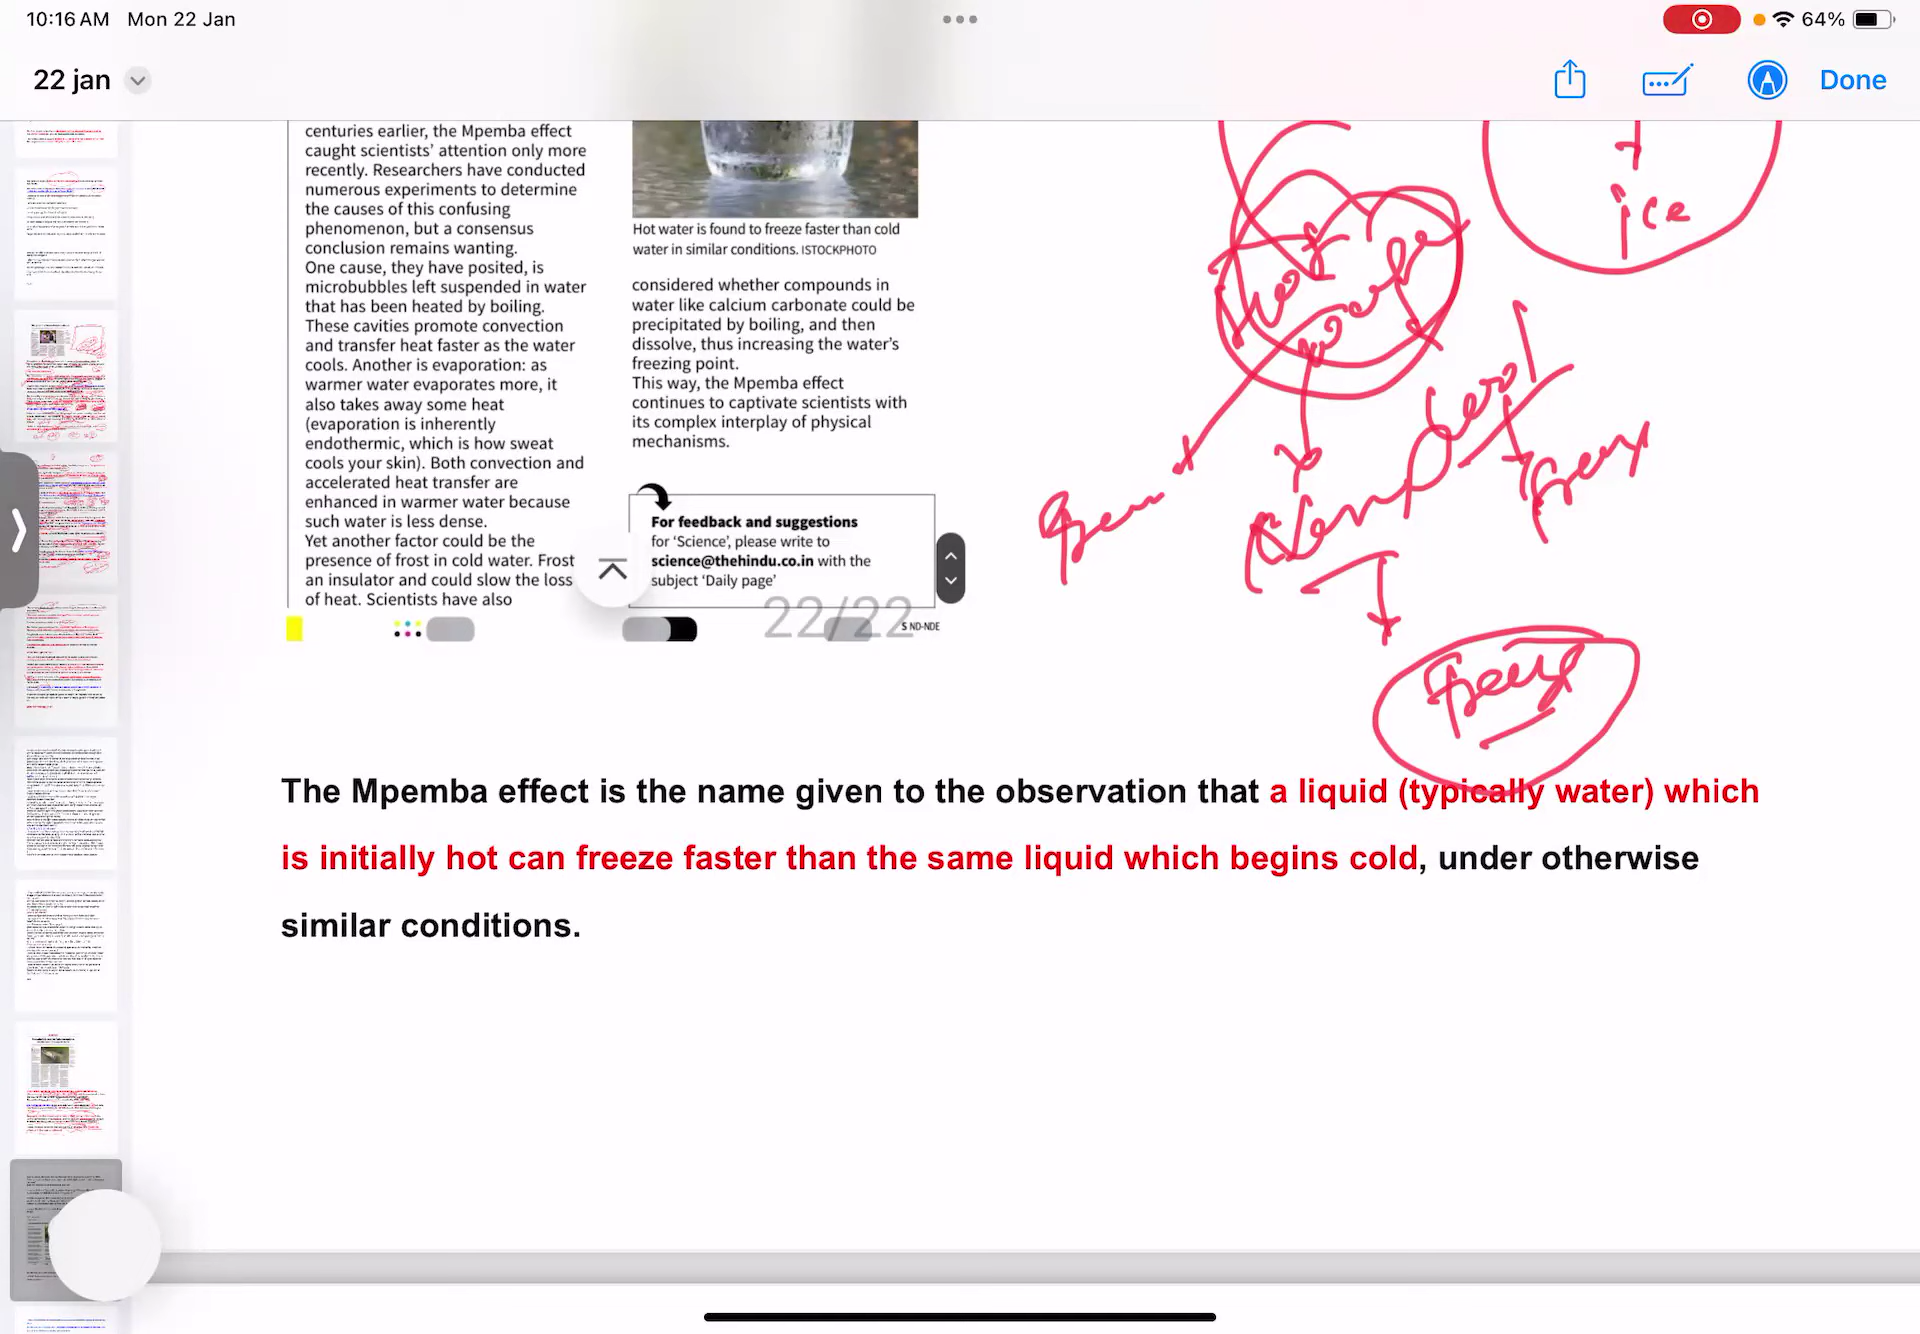 10:16 AM Mon 22 Jan
64%
22 jan
Done
centuries earlier, the Mpemba effect
caught scientists’ attention only more
recently. Researchers have conducted
numerous experiments to determine
the causes of this confusing
phenomenon, but a consensus
conclusion remains wanting.
One cause, they have posited, is
microbubbles left suspended in water
that has been heated by boiling.
These cavities promote convection
and transfer heat faster as the water
cools. Another is evaporation: as
warmer water evaporates more, it
also takes away some heat
(evaporation is inherently
endothermic, which is how sweat
cools your skin). Both convection and
accelerated heat transfer are
enhanced in warmer water because
such water is less dense.
Yet another factor could be the
presence of frost in cold water. Frost
an insulator and could slow the loss
of heat. Scientists have also
Hot water is found to freeze faster than cold
water in similar conditions. ISTOCKPHOTO
considered whether compounds in
water like calcium carbonate could be
precipitated by boiling, and then
dissolve, thus increasing the water’s
freezing point.
This way, the Mpemba effect
continues to captivate scientists with
its complex interplay of physical
mechanisms.
For feedback and suggestions
for ‘Science’, please write to
science@thehindu.co.in with the
subject ‘Daily page’
22/22
S ND-NDE
ice
Hot
water
freeze
The Mpemba effect is the name given to the observation that a liquid (typically water) which
is initially hot can freeze faster than the same liquid which begins cold, under otherwise
similar conditions.